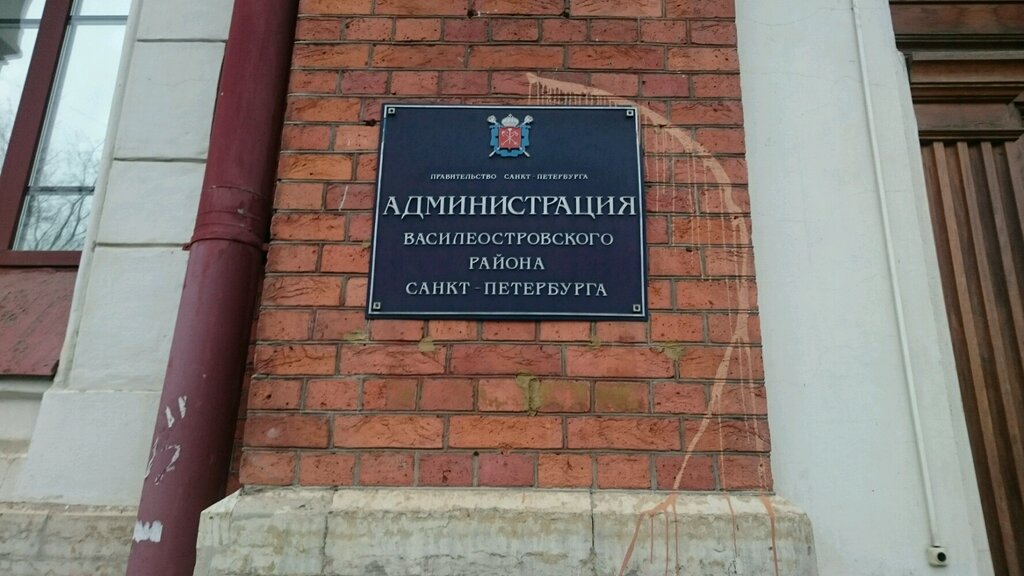 ПРАВИТЕЛЬСТВО САНКТ-ПЕТЕРБУРГА
АДМИНИСТРАЦИЯ
ВАСИЛЕОСТРОВСКОГО
РАЙОНА
САНКТ-ПЕТЕРБУРГА